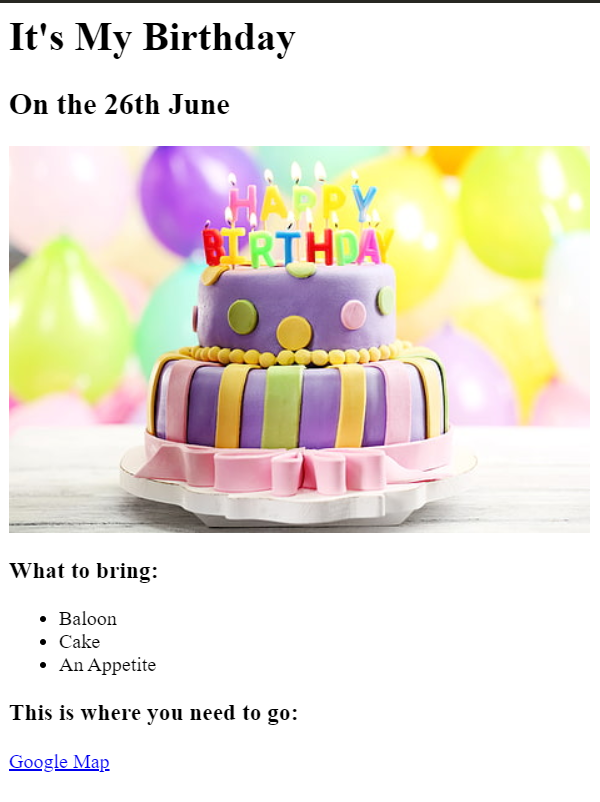 It's My Birthday
On the 26th June
HAPPY
BIRTHDAY
What to bring:
Baloon
Cake
An Appetite
This is where you need to go:
Google Map